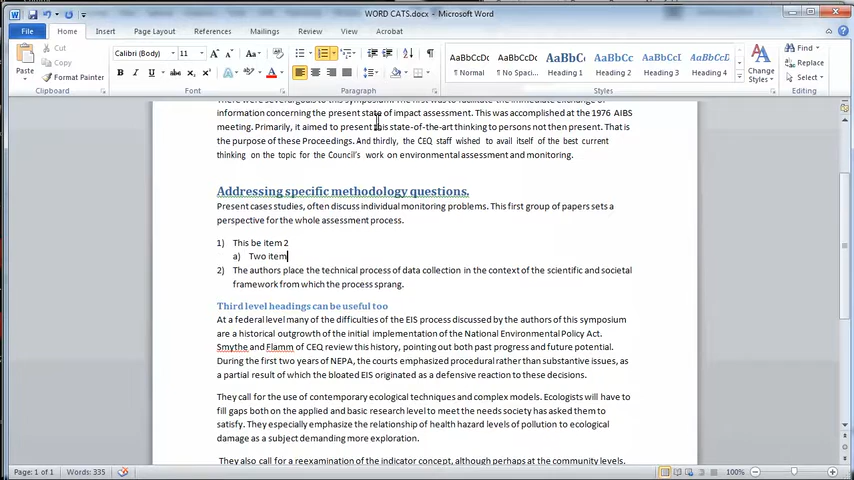 WORD CATS.docx - Microsoft Word
File Home Insert Page Layout References Mailings Review View Acrobat
Paste
Cut
Copy
Format Painter
Clipboard
Calibri (Body) 11
Font
Paragraph
AaBbCcDc AaBbCcDc AaBbC AaBbCc AaBbCcI AaBbCcD
¶ Normal ¶ No Spaci... Heading 1 Heading 2 Heading 3 Heading 4
Change Styles
Styles
Find
Replace
Select
Editing
There were several goals to this symposium. The first was to facilitate the immediate exchange of
information concerning the present state of impact assessment. This was accomplished at the 1976 AIBS
meeting. Primarily, it aimed to present this state-of-the-art thinking to persons not then present. That is
the purpose of these Proceedings. And thirdly, the CEQ staff wished to avail itself of the best current
thinking on the topic for the Council's work on environmental assessment and monitoring.
Addressing specific methodology questions.
Present cases studies, often discuss individual monitoring problems. This first group of papers sets a
perspective for the whole assessment process.
1) This be item 2
a) Two item
2) The authors place the technical process of data collection in the context of the scientific and societal
framework from which the process sprang.
Third level headings can be useful too
At a federal level many of the difficulties of the EIS process discussed by the authors of this symposium
are a historical outgrowth of the initial implementation of the National Environmental Policy Act.
Smythe and Flamm of CEQ review this history, pointing out both past progress and future potential.
During the first two years of NEPA, the courts emphasized procedural rather than substantive issues, as
a partial result of which the bloated EIS originated as a defensive reaction to these decisions.
They call for the use of contemporary ecological techniques and complex models. Ecologists will have to
fill gaps both on the applied and basic research level to meet the needs society has asked them to
satisfy. They especially emphasize the relationship of health hazard levels of pollution to ecological
damage as a subject demanding more exploration.
They also call for a reexamination of the indicator concept, although perhaps at the community levels.
Page: 1 of 1 Words: 335 100%